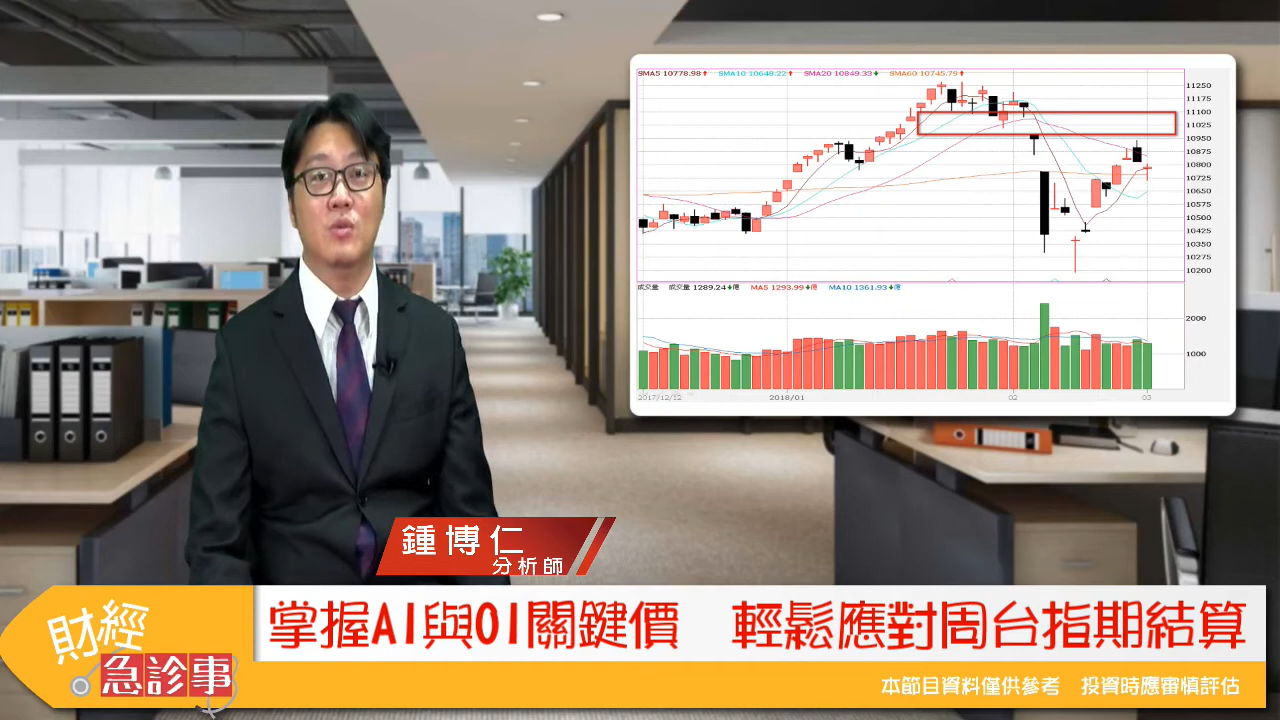 SMA5 10778.98↑ SMA10 10648.22↑ SMA20 10849.33↓ SMA60 10745.79↑
11250
11175
11100
11025
10950
10875
10800
10725
10650
10575
10500
10425
10350
10275
10200
成交量 成交量 1289.24↓億 MA5 1293.99↓億 MA10 1361.93↓億
2000
1000
2017/12/12 2018/01 02 03
鍾博仁
分析師
財經
急診事
掌握AI與OI關鍵價 輕鬆應對周台指期結算
本節目資料僅供參考 投資時應審慎評估